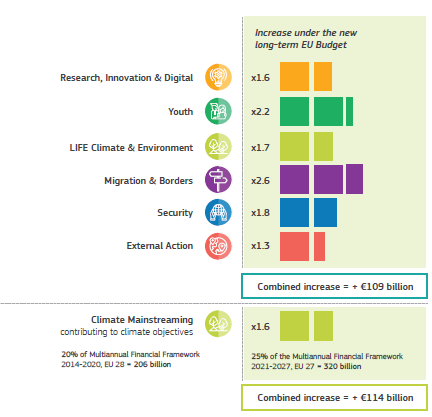 Increase under the new
long-term EU Budget
Research, Innovation & Digital x1.6
Youth x2.2
LIFE Climate & Environment x1.7
Migration & Borders x2.6
Security x1.8
External Action x1.3
Combined increase = + €109 billion
Climate Mainstreaming
contributing to climate objectives
x1.6
20% of Multiannual Financial Framework
2014-2020, EU 28 = 206 billion
25% of the Multiannual Financial Framework
2021-2027, EU 27 = 320 billion
Combined increase = + €114 billion